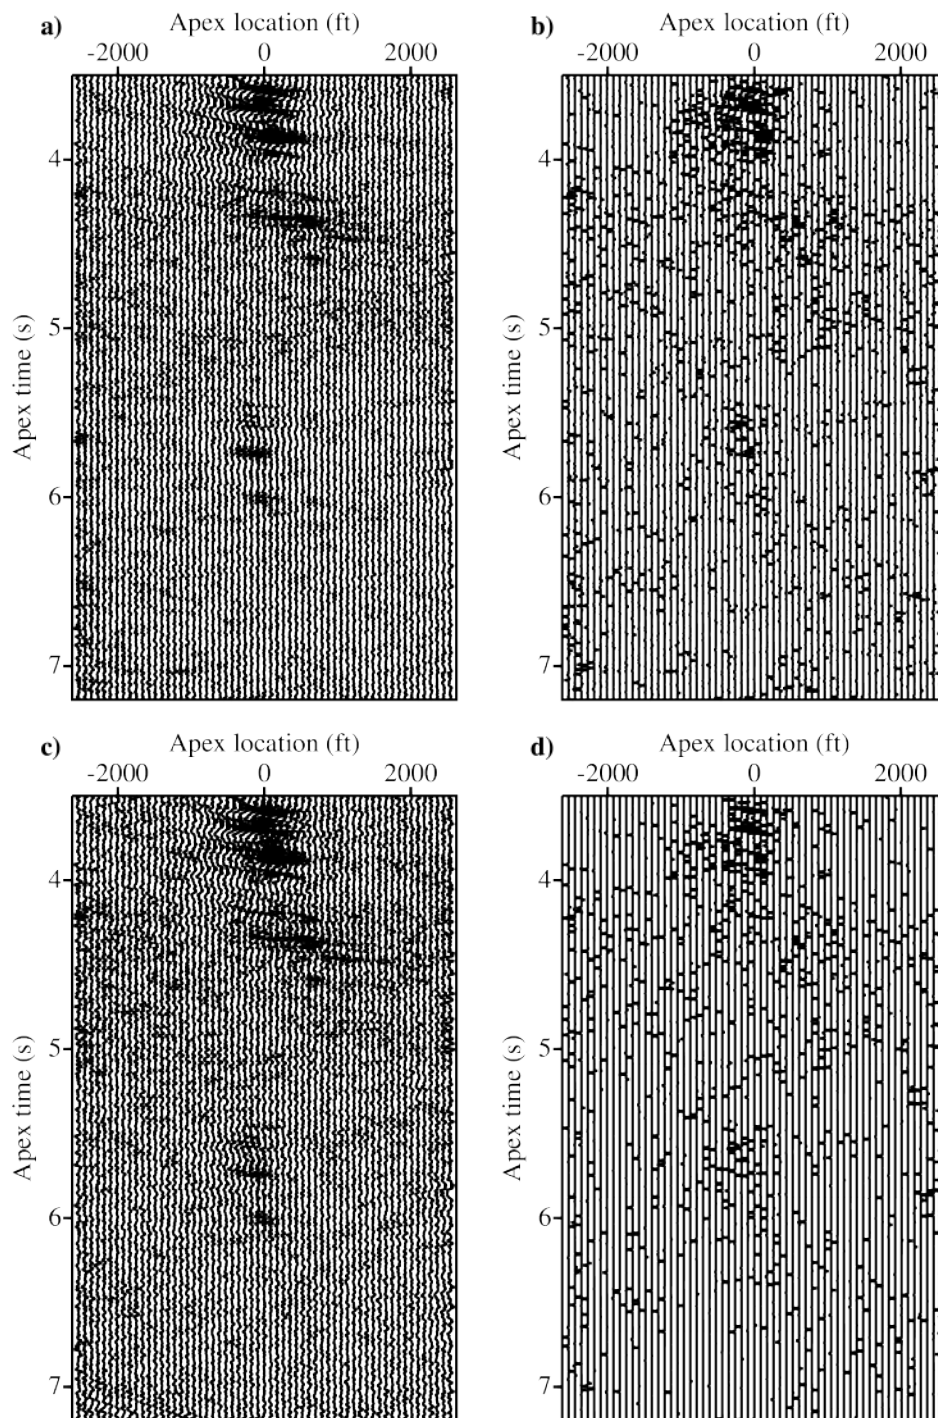 a) Apex location (ft)
-2000 0 2000
Apex time (s)
4
5
6
7
b) Apex location (ft)
-2000 0 2000
Apex time (s)
4
5
6
7
c) Apex location (ft)
-2000 0 2000
Apex time (s)
4
5
6
7
d) Apex location (ft)
-2000 0 2000
Apex time (s)
4
5
6
7